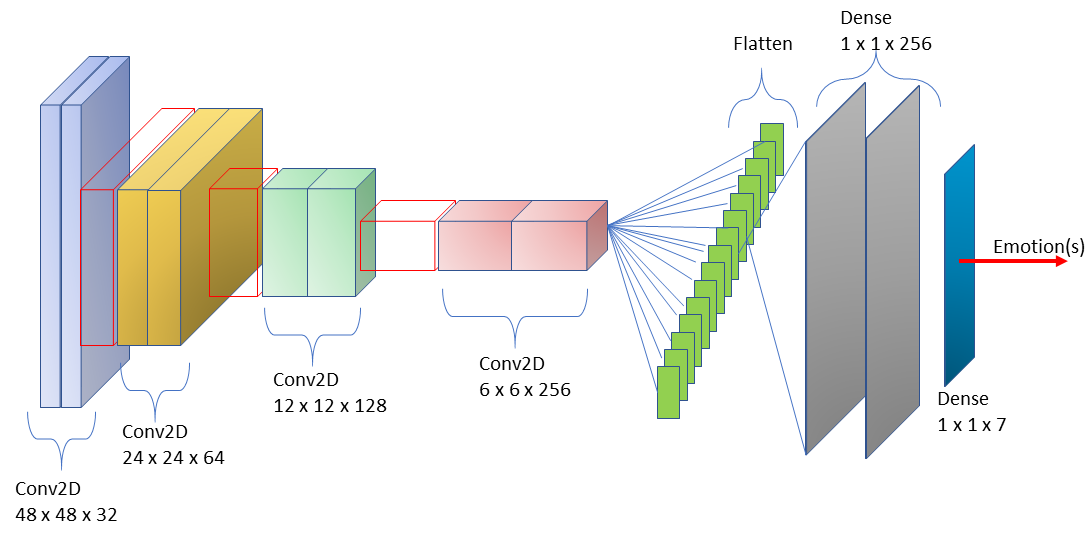 Conv2D
48 x 48 x 32
Conv2D
24 x 24 x 64
Conv2D
12 x 12 x 128
Conv2D
6 x 6 x 256
Flatten
Dense
1 x 1 x 256
Dense
1 x 1 x 7
Emotion(s)